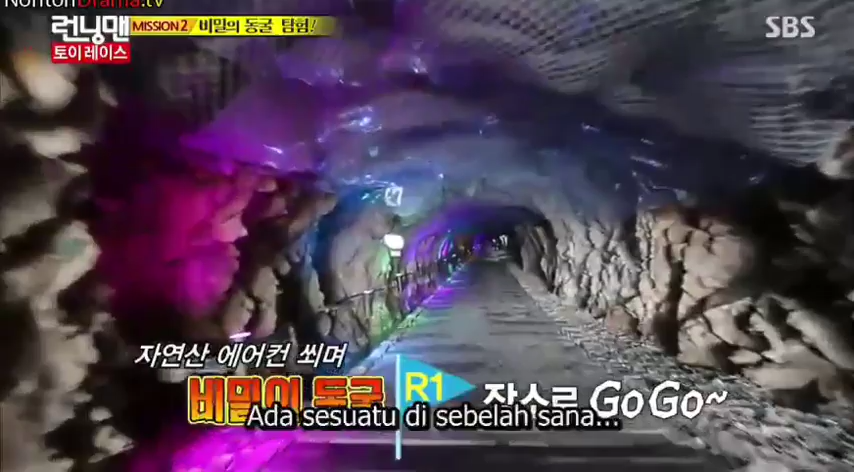 NontonDrama.tv
런닝맨 MISSION 2 비밀의 동굴 탐험!
토이 레이스
SBS
자연산 에어컨 쐬며
비밀의 동굴 R1 장소로 GoGo~
Ada sesuatu di sebelah sana...